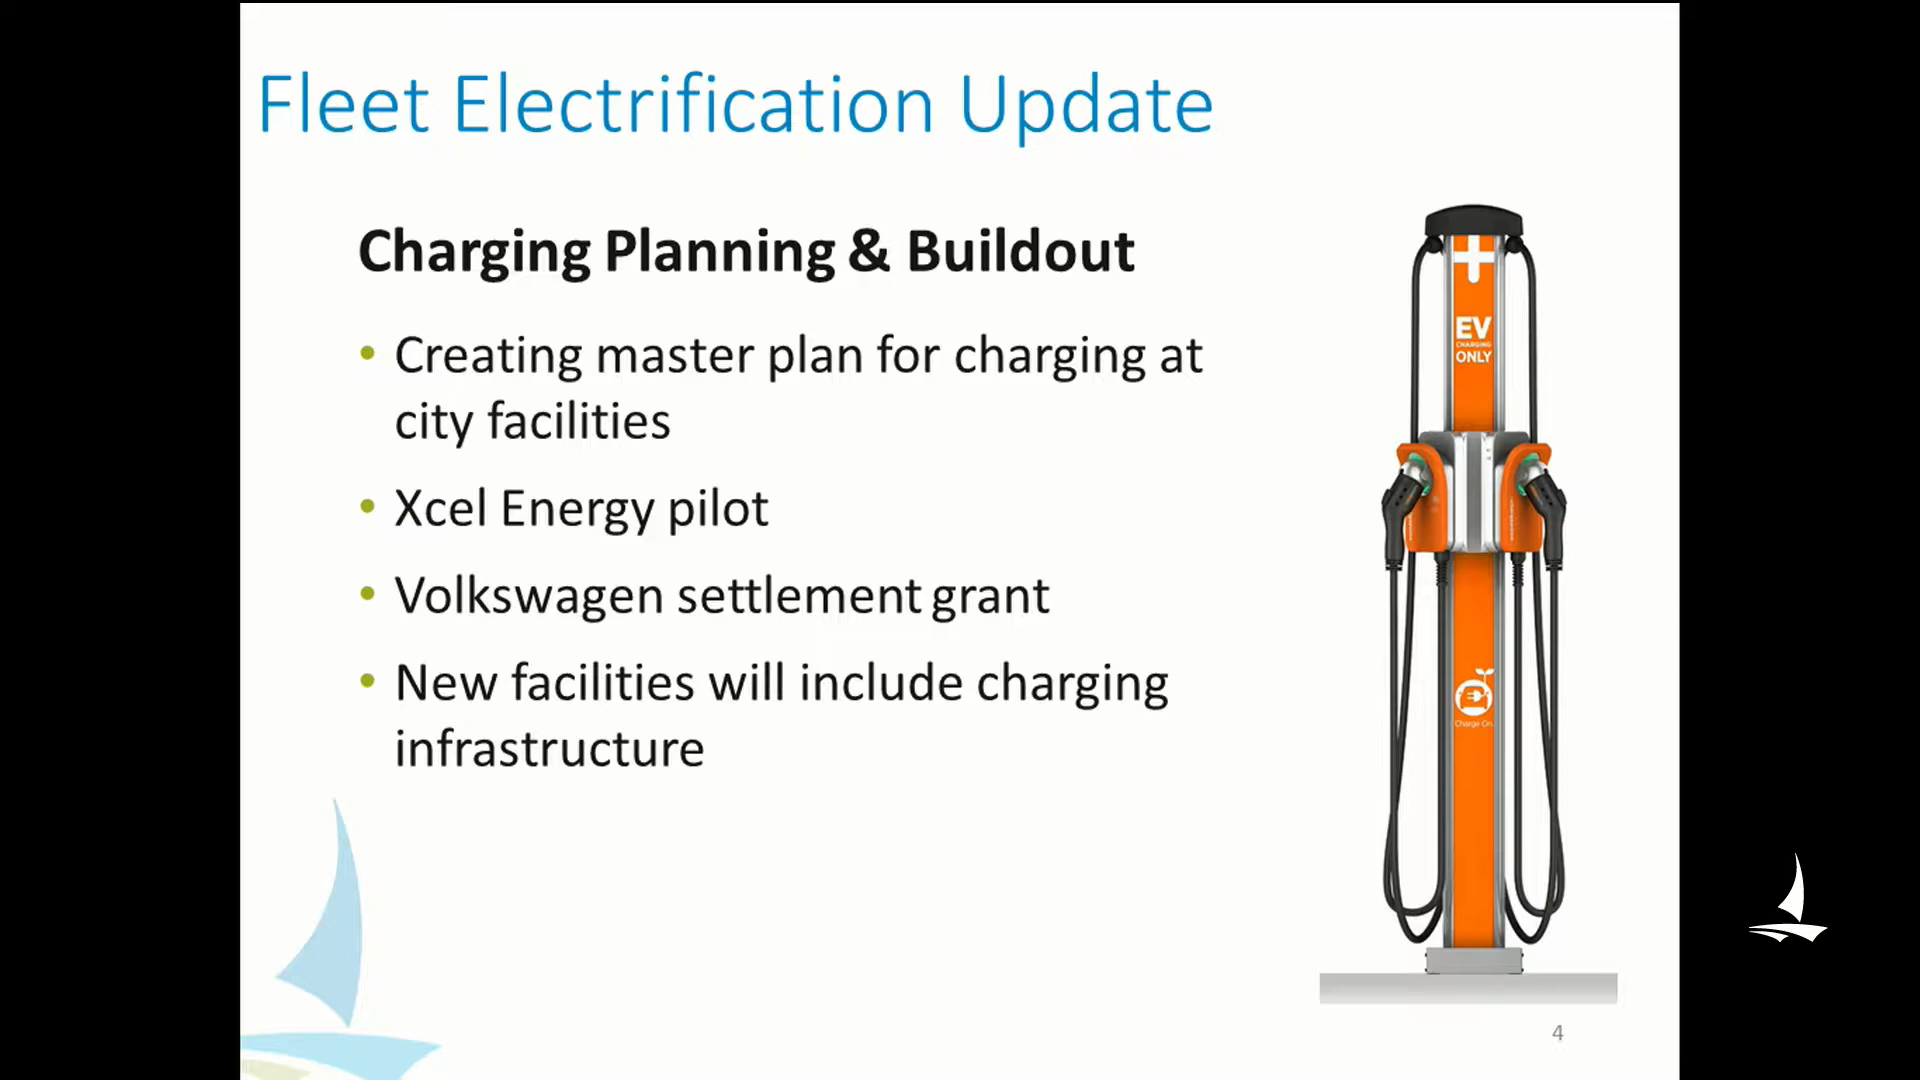 Fleet Electrification Update
Charging Planning & Buildout
• Creating master plan for charging at
city facilities
• Xcel Energy pilot
• Volkswagen settlement grant
• New facilities will include charging
infrastructure
EV
CHARGING
ONLY
Charge On
4